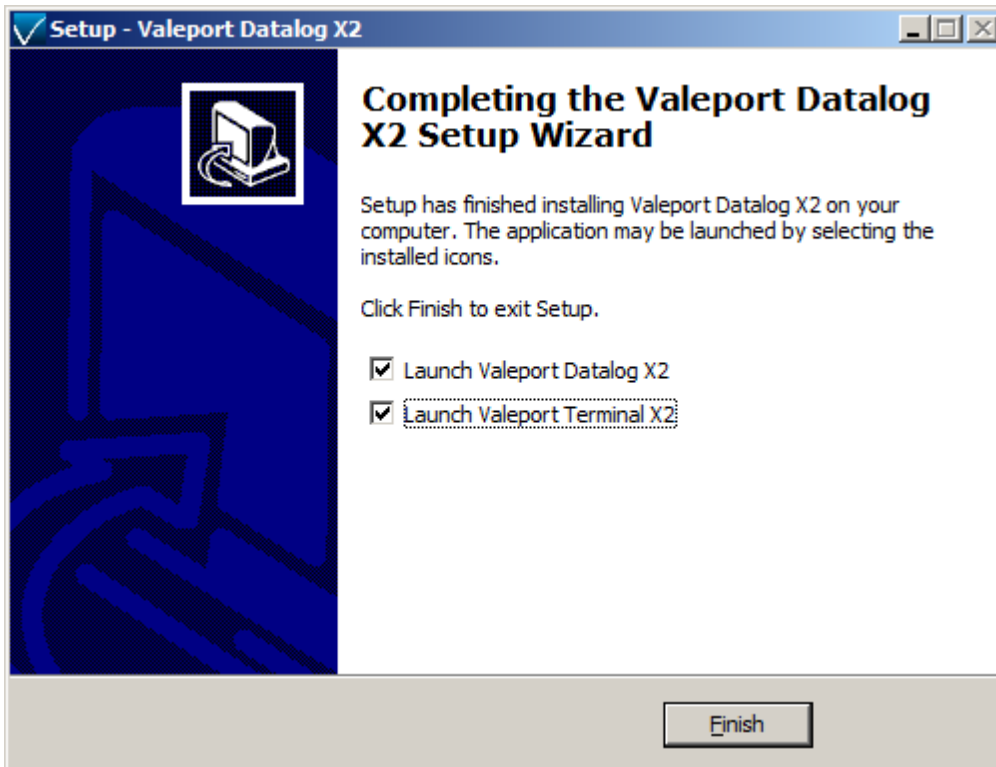 Setup - Valeport Datalog X2
Completing the Valeport Datalog
X2 Setup Wizard
Setup has finished installing Valeport Datalog X2 on your
computer. The application may be launched by selecting the
installed icons.
Click Finish to exit Setup.
Launch Valeport Datalog X2
Launch Valeport Terminal X2
Finish